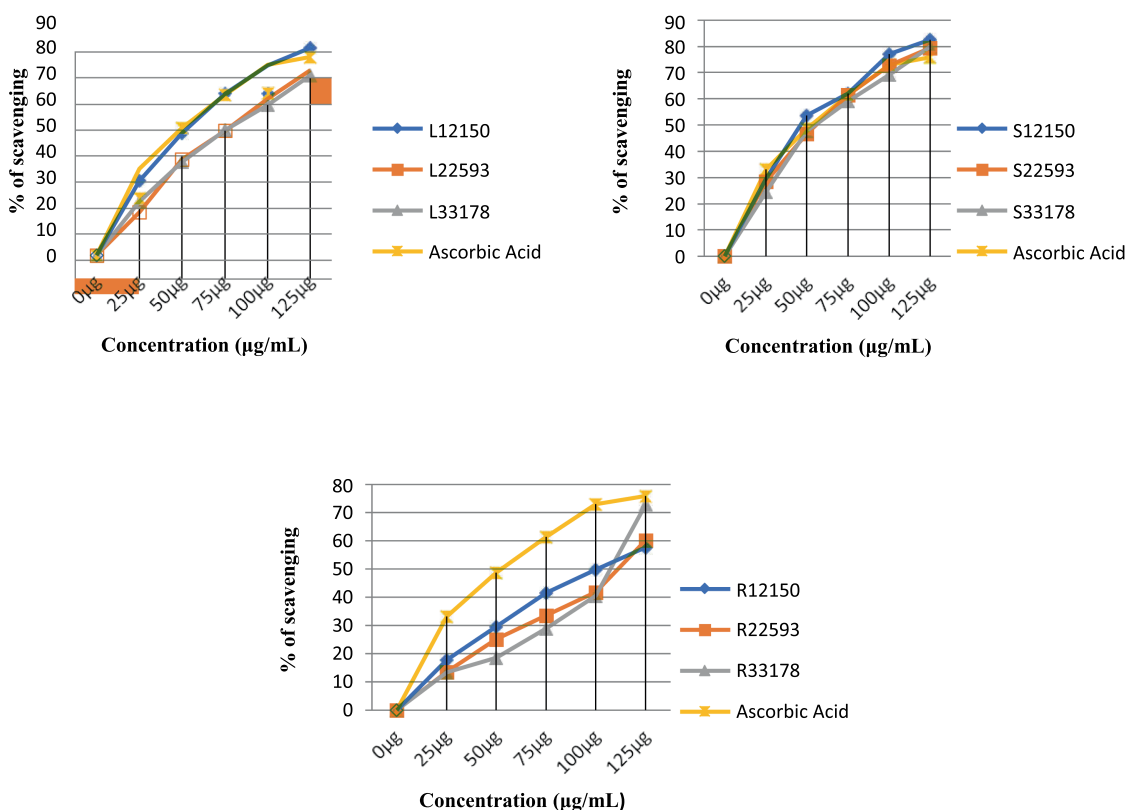 90
80
70
60
50
40
30
20
10
0
% of scavenging
0µg
25µg
50µg
75µg
100µg
125µg
Concentration (µg/mL)
L12150
L22593
L33178
Ascorbic Acid
90
80
70
60
50
40
30
20
10
0
% of scavenging
0µg
25µg
50µg
75µg
100µg
125µg
Concentration (µg/mL)
S12150
S22593
S33178
Ascorbic Acid
80
70
60
50
40
30
20
10
0
% of scavenging
0µg
25µg
50µg
75µg
100µg
125µg
Concentration (µg/mL)
R12150
R22593
R33178
Ascorbic Acid